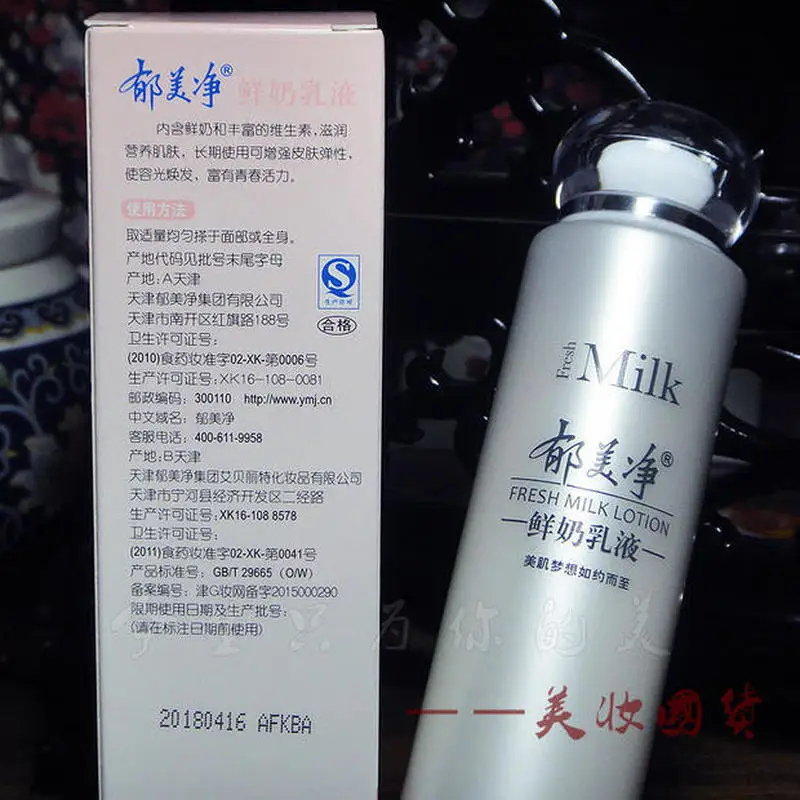 郁美净® 鲜奶乳液
内含鲜奶和丰富的维生素,滋润
营养肌肤，长期使用可增强皮肤弹性，
使容光焕发，富有青春活力。
使用方法
取适量均匀搽于面部或全身。
产地代码见批号末尾字母
产地:A天津
天津郁美净集团有限公司
天津市南开区红旗路188号
卫生许可证号:
(2010)食药妆准字02-XK-第0006号
生产许可证号:XK16-108-0081
邮政编码：300110 http://www.ymj.cn
中文域名：郁美净
客服电话：400-611-9958
产地:B天津
天津郁美净集团艾贝丽特化妆品有限公司
天津市宁河县经济开发区二经路
生产许可证号:XK16-108 8578
卫生许可证号:
(2011)食药妆准字02-XK-第0041号
产品标准号：GB/T 29665（O/W）
备案编号：津G妆网备字2015000290
限期使用日期及生产批号:
(请在标注日期前使用)
20180416 AFKBA
QS
生产许可
合格
Fresh Milk
郁美净®
FRESH MILK LOTION
—鲜奶乳液—
美肌梦想如约而至
只为你的美
——美妆國货